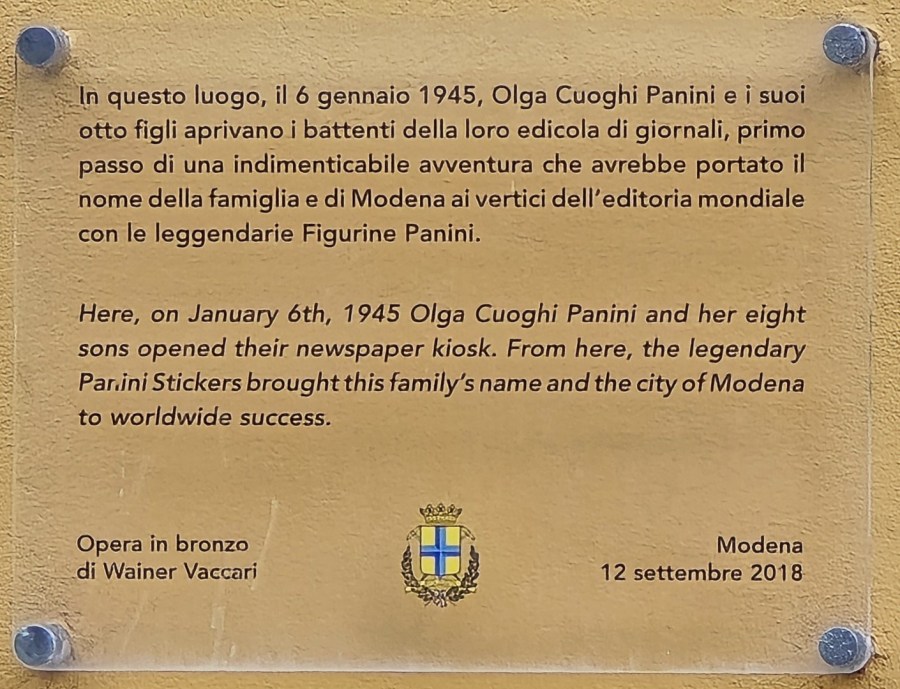 In questo luogo, il 6 gennaio 1945, Olga Cuoghi Panini e i suoi
otto figli aprivano i battenti della loro edicola di giornali, primo
passo di una indimenticabile avventura che avrebbe portato il
nome della famiglia e di Modena ai vertici dell'editoria mondiale
con le leggendarie Figurine Panini.
Here, on January 6th, 1945 Olga Cuoghi Panini and her eight
sons opened their newspaper kiosk. From here, the legendary
Panini Stickers brought this family's name and the city of Modena
to worldwide success.
Opera in bronzo
di Wainer Vaccari
Modena
12 settembre 2018